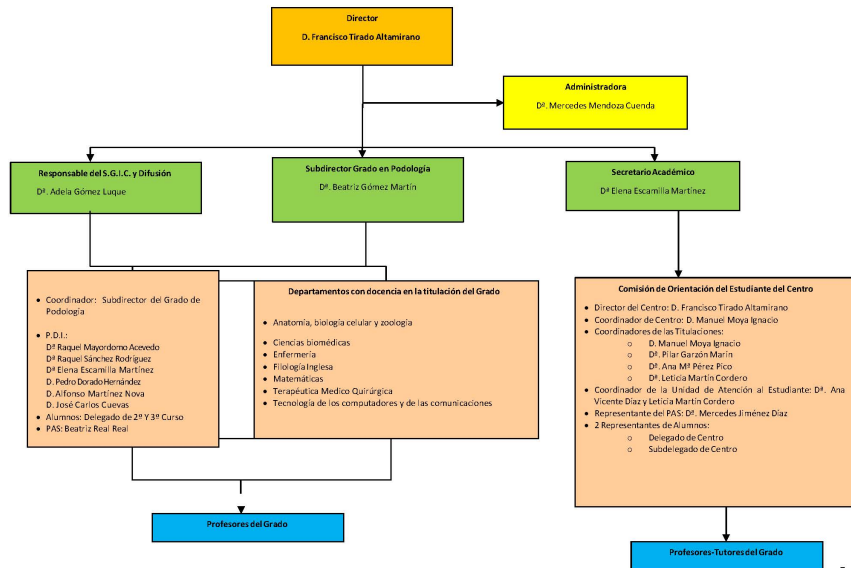 Director
D. Francisco Tirado Altamirano
Administradora
Dª. Mercedes Mendoza Cuenda
Responsable del S.G.I.C. y Difusión
Dª. Adela Gómez Luque
Subdirector Grado en Podología
Dª. Beatriz Gómez Martín
Secretario Académico
Dª Elena Escamilla Martínez
• Coordinador: Subdirector del Grado de
Podología
• P.D.I.:
Dª Raquel Mayordomo Acevedo
Dª Raquel Sánchez Rodríguez
Dª Elena Escamilla Martínez
D. Pedro Dorado Hernández
D. Alfonso Martínez Nova
D. José Carlos Cuevas
• Alumnos: Delegado de 2º Y 3º Curso
• PAS: Beatriz Real Real
Departamentos con docencia en la titulación del Grado
• Anatomía, biología celular y zoología
• Ciencias biomédicas
• Enfermería
• Filología Inglesa
• Matemáticas
• Terapéutica Medico Quirúrgica
• Tecnología de los computadores y de las comunicaciones
Comisión de Orientación del Estudiante del Centro
• Director del Centro: D. Francisco Tirado Altamirano
• Coordinador de Centro: D. Manuel Moya Ignacio
• Coordinadores de las Titulaciones:
o D. Manuel Moya Ignacio
o Dª. Pilar Garzón Marín
o Dª. Ana Mª Pérez Pico
o Dª. Leticia Martín Cordero
• Coordinador de la Unidad de Atención al Estudiante: Dª. Ana
Vicente Díaz y Leticia Martín Cordero
• Representante del PAS: Dª. Mercedes Jiménez Díaz
• 2 Representantes de Alumnos:
o Delegado de Centro
o Subdelegado de Centro
Profesores del Grado
Profesores-Tutores del Grado